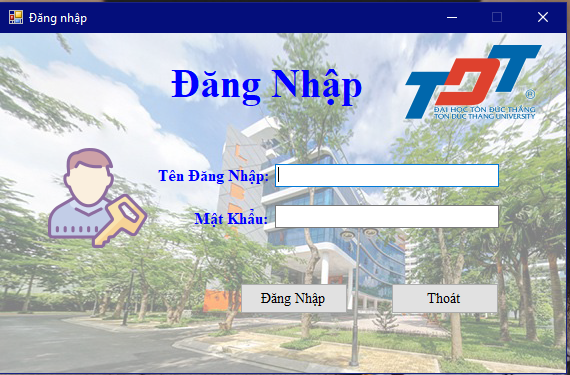 Đăng nhập
Đăng Nhập
TDT
®
ĐẠI HỌC TÔN ĐỨC THẮNG
TON DUC THANG UNIVERSITY
Tên Đăng Nhập:
Mật Khẩu:
Đăng Nhập
Thoát